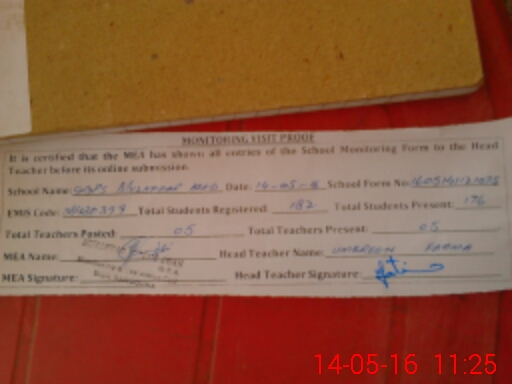 MONITORING VISIT PROOF
It is certified that the MEA has shown all entries of the School Monitoring Form to the Head
Teacher before its online submission.
School Name: Date: 14-05-16 School Form No:
EMIS Code: Total Students Registered: 182 Total Students Present: 176
Total Teachers Posted: 05 Total Teachers Present: 05
MEA Name: Head Teacher Name: UMBREEN
MEA Signature: Head Teacher Signature:
14-05-16 11:25